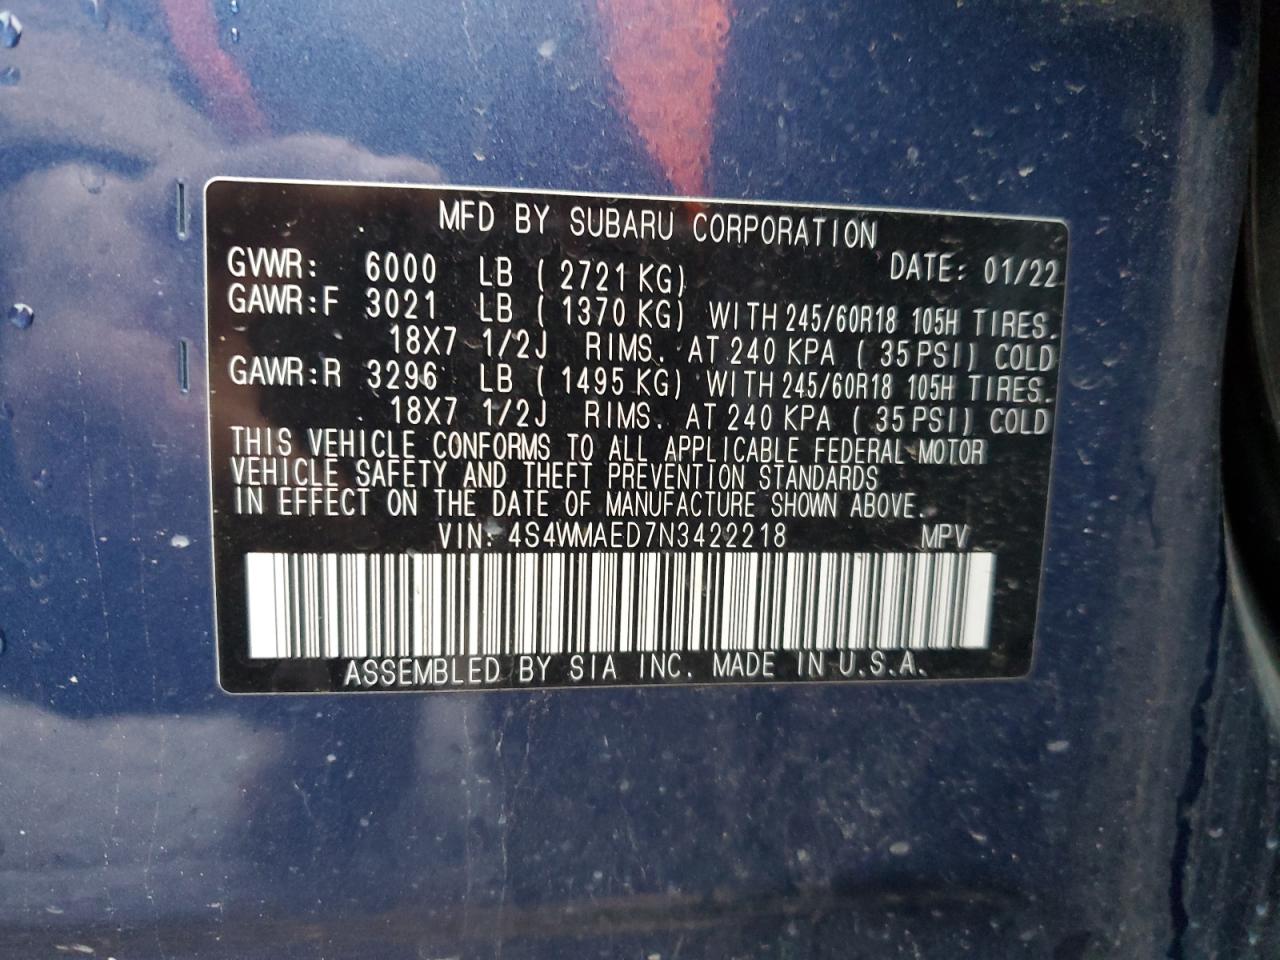 MFD BY SUBARU CORPORATION
GVWR: 6000 LB ( 2721 KG) DATE: 01/22
GAWR:F 3021 LB ( 1370 KG) WITH 245/60R18 105H TIRES.
18X7 1/2J RIMS. AT 240 KPA ( 35 PSI) COLD
GAWR:R 3296 LB ( 1495 KG) WITH 245/60R18 105H TIRES.
18X7 1/2J RIMS. AT 240 KPA ( 35 PSI) COLD
THIS VEHICLE CONFORMS TO ALL APPLICABLE FEDERAL MOTOR
VEHICLE SAFETY AND THEFT PREVENTION STANDARDS
IN EFFECT ON THE DATE OF MANUFACTURE SHOWN ABOVE.
VIN: 4S4WMAED7N3422218 MPV
ASSEMBLED BY SIA INC. MADE IN U.S.A.